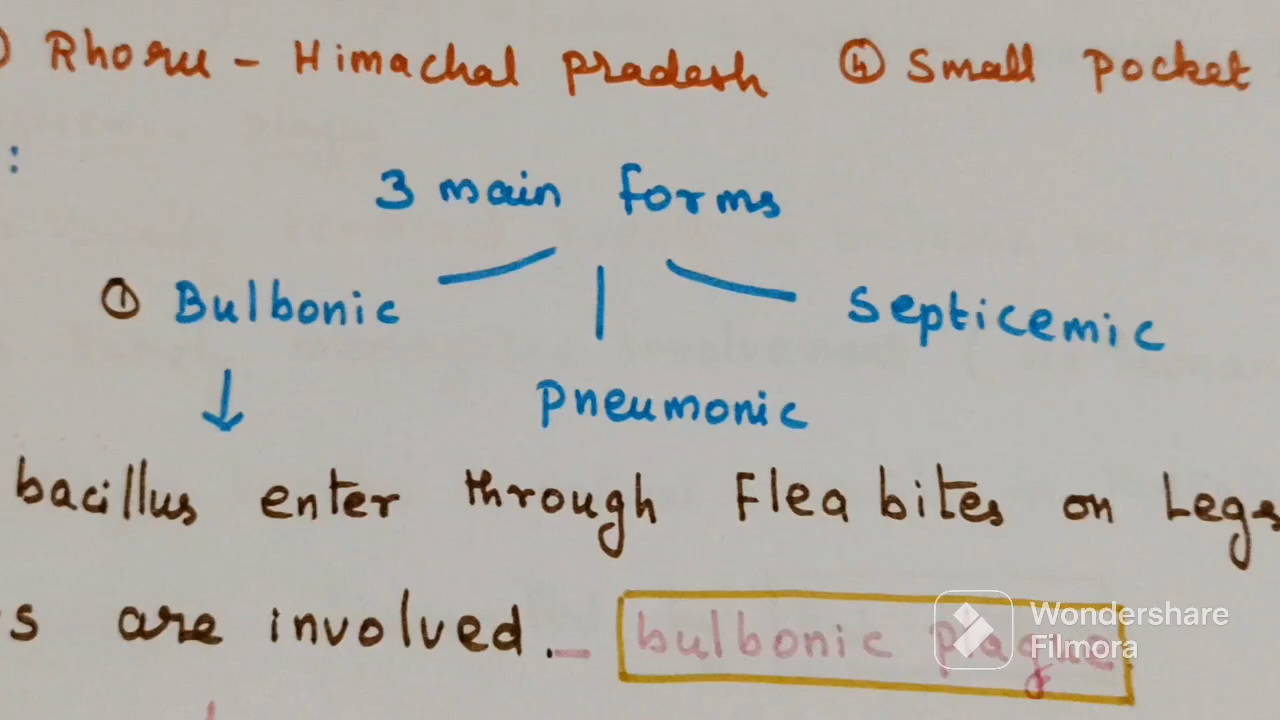 ) Rhoru - Himachal pradesh ④ Small pocket
:
3 main forms
① Bulbonic
Septicemic
Pneumonic
bacillus enter through Flea bites on Legs
s are involved. bulbonic plague
Wondershare
Filmora